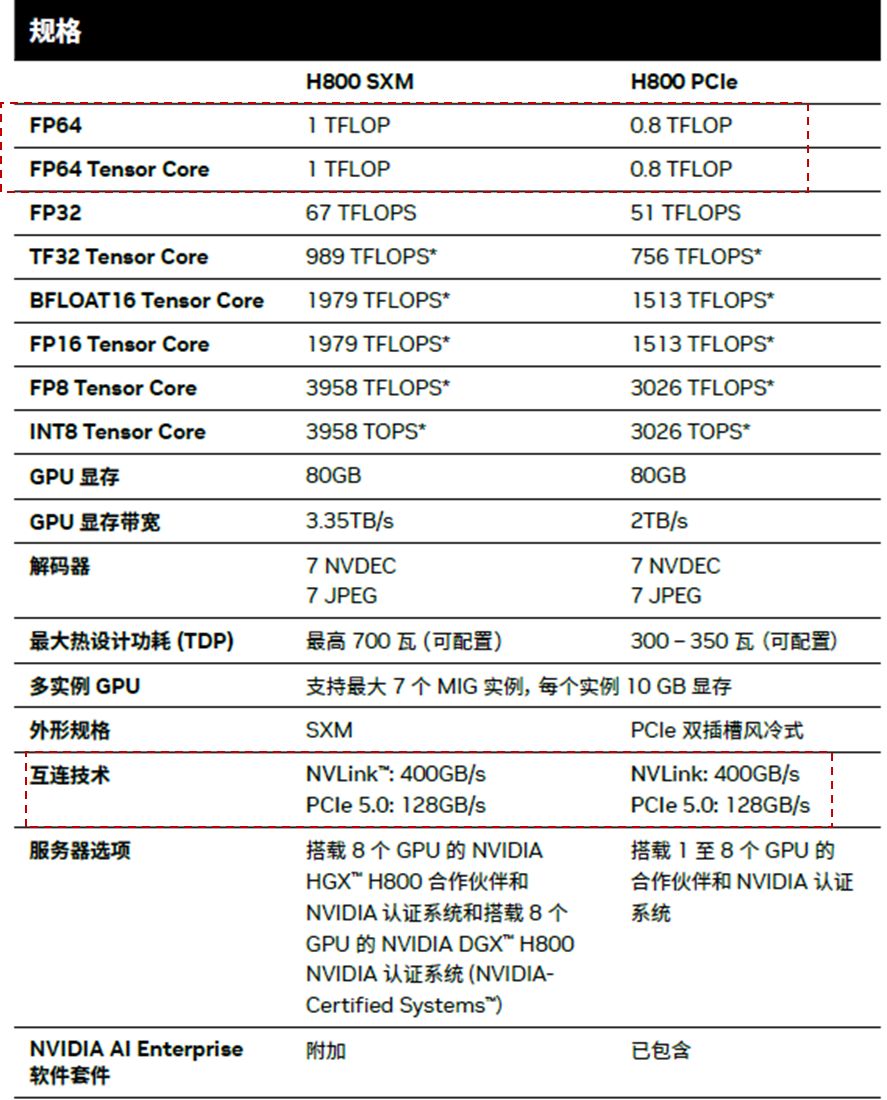 规格
H800 SXM H800 PCIe
FP64 1 TFLOP 0.8 TFLOP
FP64 Tensor Core 1 TFLOP 0.8 TFLOP
FP32 67 TFLOPS 51 TFLOPS
TF32 Tensor Core 989 TFLOPS* 756 TFLOPS*
BFLOAT16 Tensor Core 1979 TFLOPS* 1513 TFLOPS*
FP16 Tensor Core 1979 TFLOPS* 1513 TFLOPS*
FP8 Tensor Core 3958 TFLOPS* 3026 TFLOPS*
INT8 Tensor Core 3958 TOPS* 3026 TOPS*
GPU 显存 80GB 80GB
GPU 显存带宽 3.35TB/s 2TB/s
解码器 7 NVDEC 7 NVDEC
7 JPEG 7 JPEG
最大热设计功耗 (TDP) 最高 700 瓦 (可配置) 300 – 350 瓦 (可配置)
多实例 GPU 支持最大 7 个 MIG 实例, 每个实例 10 GB 显存
外形规格 SXM PCIe 双插槽风冷式
互连技术 NVLink™: 400GB/s NVLink: 400GB/s
PCIe 5.0: 128GB/s PCIe 5.0: 128GB/s
服务器选项 搭载 8 个 GPU 的 NVIDIA 搭载 1 至 8 个 GPU 的
HGX™ H800 合作伙伴和 合作伙伴和 NVIDIA 认证
NVIDIA 认证系统和搭载 8 个 系统
GPU 的 NVIDIA DGX™ H800
NVIDIA 认证系统 (NVIDIA-
Certified Systems™)
NVIDIA AI Enterprise 附加 已包含
软件套件